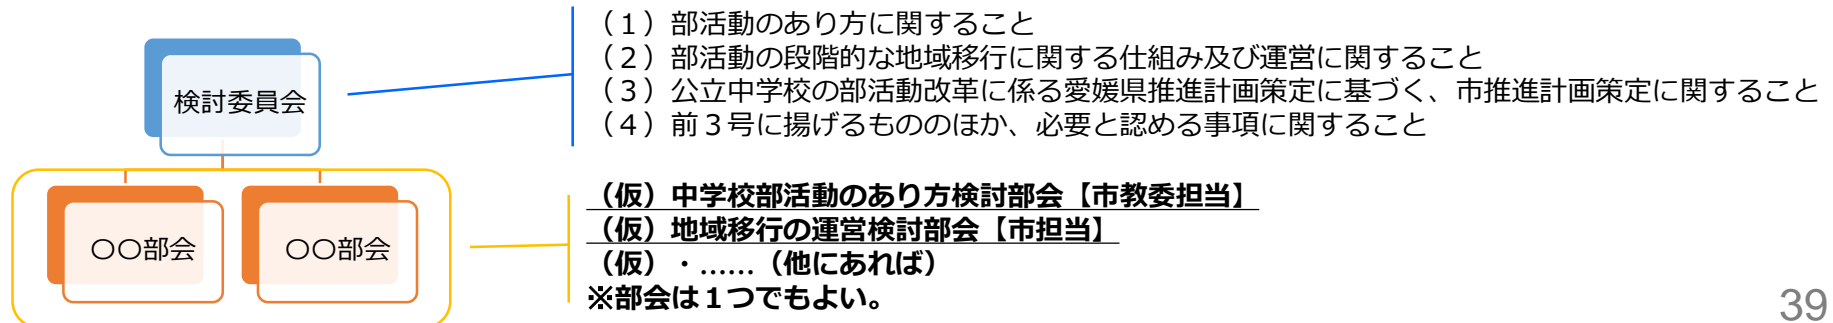 検討委員会
（１）部活動のあり方に関すること
（２）部活動の段階的な地域移行に関する仕組み及び運営に関すること
（３）公立中学校の部活動改革に係る愛媛県推進計画策定に基づく、市推進計画策定に関すること
（４）前３号に揚げるもののほか、必要と認める事項に関すること
〇〇部会
〇〇部会
（仮）中学校部活動のあり方検討部会【市教委担当】
（仮）地域移行の運営検討部会【市担当】
（仮）・……（他にあれば）
※部会は１つでもよい。
39